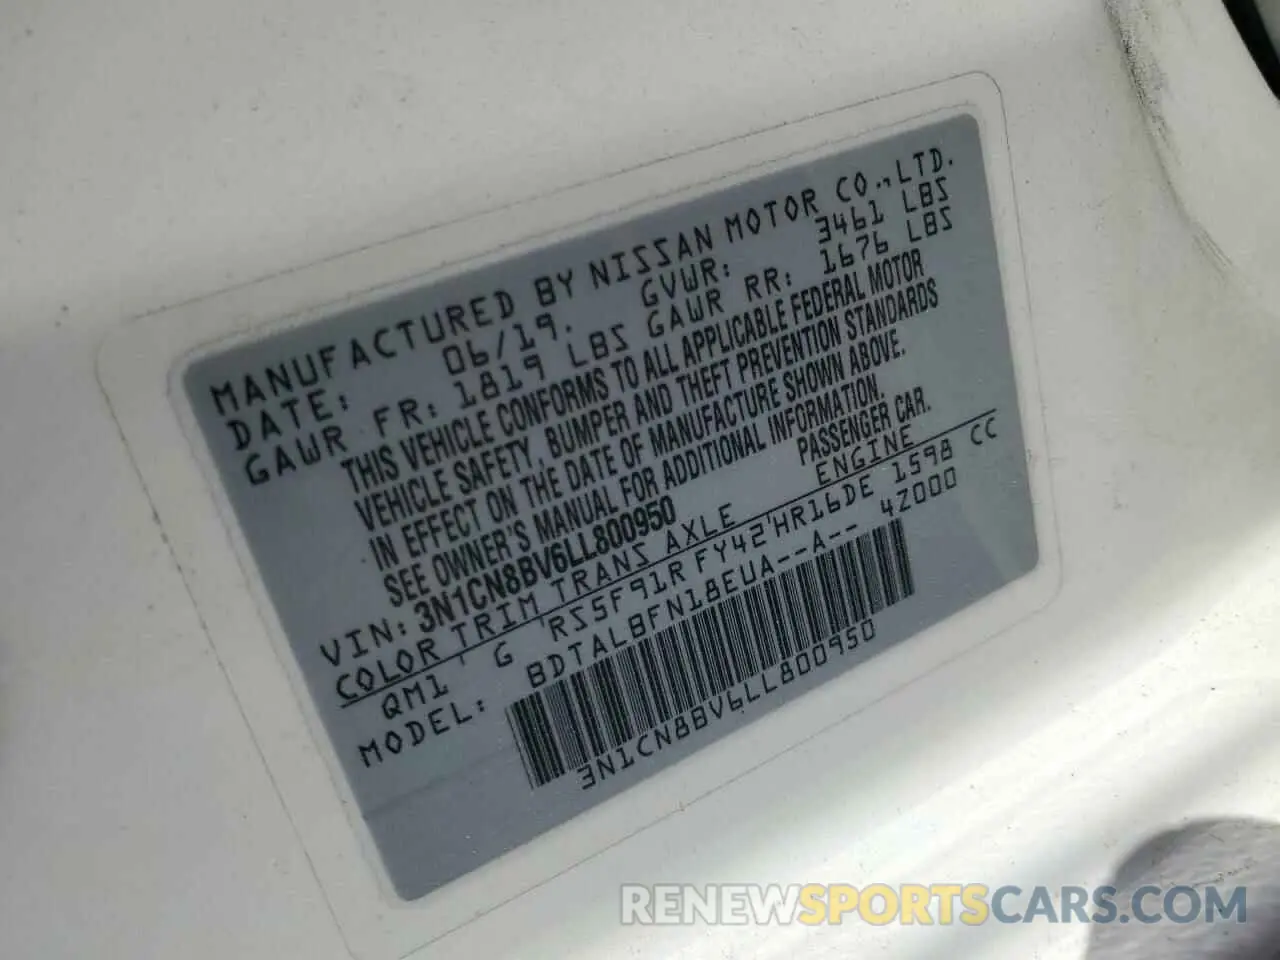 MANUFACTURED BY NISSAN MOTOR CO.,LTD.
DATE: 06/19. GVWR: 3461 LBS
GAWR FR: 1819 LBS GAWR RR: 1676 LBS
THIS VEHICLE CONFORMS TO ALL APPLICABLE FEDERAL MOTOR
VEHICLE SAFETY, BUMPER AND THEFT PREVENTION STANDARDS
IN EFFECT ON THE DATE OF MANUFACTURE SHOWN ABOVE.
SEE OWNER'S MANUAL FOR ADDITIONAL INFORMATION.
VIN: 3N1CN8BV6LL800950 PASSENGER CAR.
COLOR TRIM TRANS AXLE ENGINE
QM1 ' G 'RS5F91R FY42'HR16DE 1598 CC
MODEL: BDTALBFN18EUA--A-- 4Z000
3N1CN8BV6LL800950
RENEWSPORTSCARS.COM